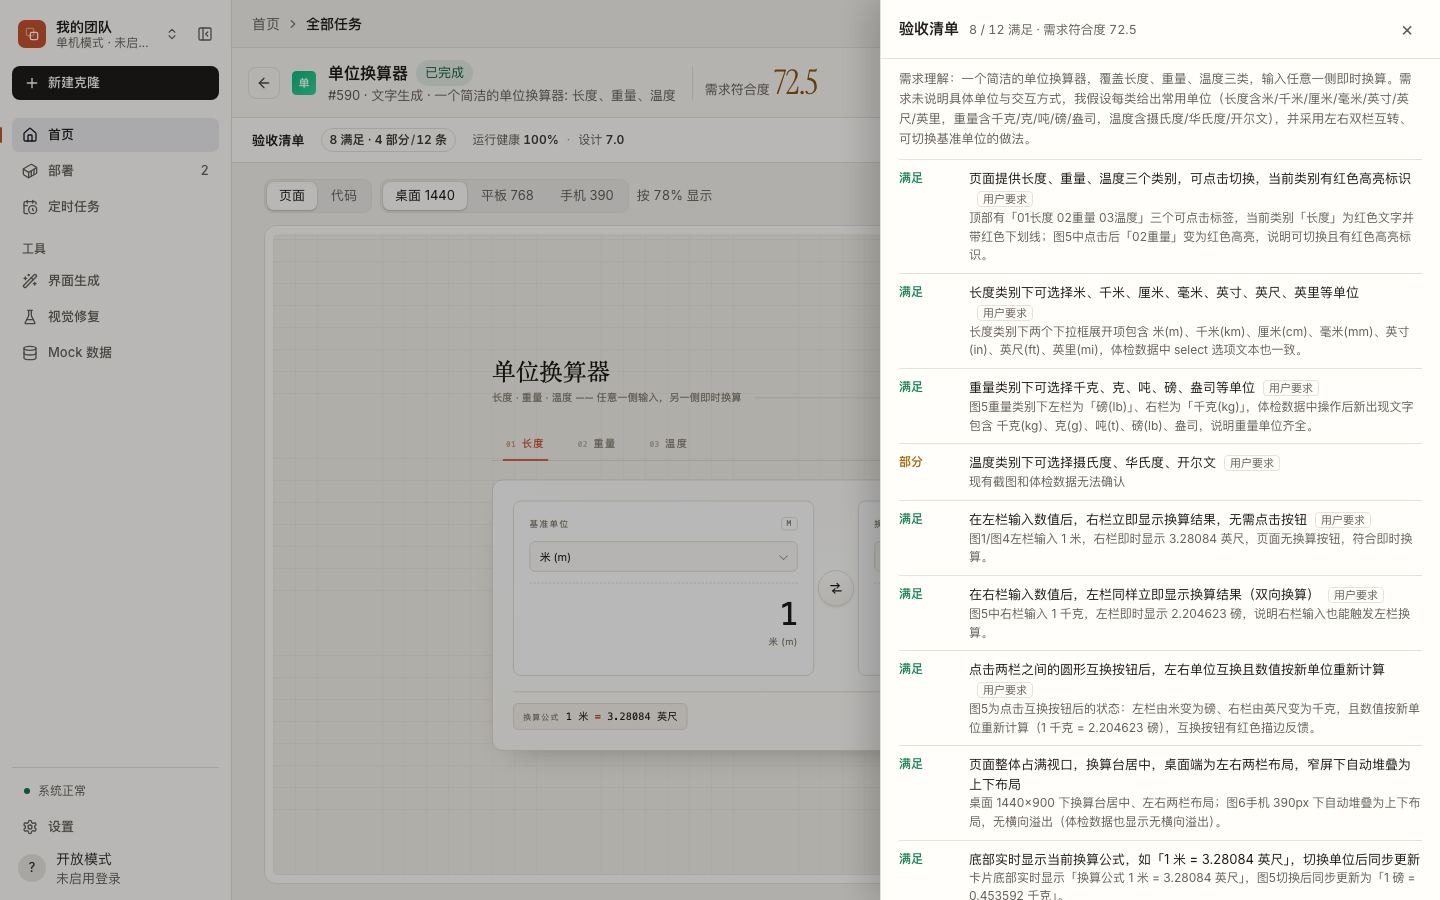 我的团队
单机模式 · 未启...
新建克隆
首页
部署
2
定时任务
工具
界面生成
视觉修复
Mock 数据
系统正常
设置
?
开放模式
未启用登录
首页 > 全部任务
单
单位换算器
已完成
#590 · 文字生成 · 一个简洁的单位换算器: 长度、重量、温度
需求符合度 72.5
验收清单
8 满足 · 4 部分/12 条
运行健康 100% · 设计 7.0
页面
代码
桌面 1440
平板 768
手机 390
按 78% 显示
单位换算器
长度 · 重量 · 温度 —— 任意一侧输入，另一侧即时换算
01 长度
02 重量
03 温度
基准单位
M
米 (m)
1
米 (m)
换算公式 1 米 = 3.28084 英尺
验收清单 8 / 12 满足 · 需求符合度 72.5
需求理解：一个简洁的单位换算器，覆盖长度、重量、温度三类，输入任意一侧即时换算。需
求未说明具体单位与交互方式，我假设每类给出常用单位（长度含米/千米/厘米/毫米/英寸/英
尺/英里，重量含千克/克/吨/磅/盎司，温度含摄氏度/华氏度/开尔文），并采用左右双栏互转、
可切换基准单位的做法。
满足
页面提供长度、重量、温度三个类别，可点击切换，当前类别有红色高亮标识
用户要求
顶部有「01长度 02重量 03温度」三个可点击标签，当前类别「长度」为红色文字并
带红色下划线；图5中点击后「02重量」变为红色高亮，说明可切换且有红色高亮标
识。
满足
长度类别下可选择米、千米、厘米、毫米、英寸、英尺、英里等单位
用户要求
长度类别下两个下拉框展开项包含 米(m)、千米(km)、厘米(cm)、毫米(mm)、英寸
(in)、英尺(ft)、英里(mi)，体检数据中 select 选项文本也一致。
满足
重量类别下可选择千克、克、吨、磅、盎司等单位 用户要求
图5重量类别下左栏为「磅(lb)」、右栏为「千克(kg)」，体检数据中操作后新出现文字
包含 千克(kg)、克(g)、吨(t)、磅(lb)、盎司，说明重量单位齐全。
部分
温度类别下可选择摄氏度、华氏度、开尔文 用户要求
现有截图和体检数据无法确认
满足
在左栏输入数值后，右栏立即显示换算结果，无需点击按钮 用户要求
图1/图4左栏输入 1 米，右栏即时显示 3.28084 英尺，页面无换算按钮，符合即时换
算。
满足
在右栏输入数值后，左栏同样立即显示换算结果（双向换算） 用户要求
图5中右栏输入 1 千克，左栏即时显示 2.204623 磅，说明右栏输入也能触发左栏换
算。
满足
点击两栏之间的圆形互换按钮后，左右单位互换且数值按新单位重新计算
用户要求
图5为点击互换按钮后的状态：左栏由米变为磅、右栏由英尺变为千克，且数值按新单
位重新计算（1 千克 = 2.204623 磅），互换按钮有红色描边反馈。
满足
页面整体占满视口，换算台居中，桌面端为左右两栏布局，窄屏下自动堆叠为
上下布局
桌面 1440×900 下换算台居中、左右两栏布局；图6手机 390px 下自动堆叠为上下布
局，无横向溢出（体检数据也显示无横向溢出）。
满足
底部实时显示当前换算公式，如「1 米 = 3.28084 英尺」，切换单位后同步更新
卡片底部实时显示「换算公式 1 米 = 3.28084 英尺」，图5切换后同步更新为「1 磅 =
0.453592 千克」。